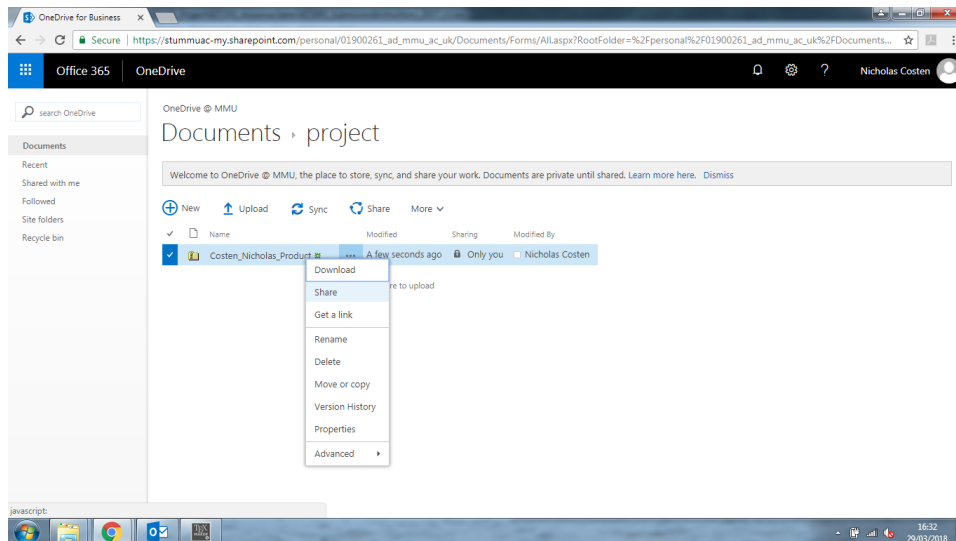 OneDrive for Business
Secure | https://stummuac-my.sharepoint.com/personal/01900261_ad_mmu_ac_uk/Documents/Forms/All.aspx?RootFolder=%2Fpersonal%2F01900261_ad_mmu_ac_uk%2FDocuments...
Office 365 OneDrive ? Nicholas Costen
search OneDrive
Documents
Recent
Shared with me
Followed
Site folders
Recycle bin
OneDrive @ MMU
Documents project
Welcome to OneDrive @ MMU, the place to store, sync, and share your work. Documents are private until shared. Learn more here. Dismiss
New Upload Sync Share More
Name Modified Sharing Modified By
Costen_Nicholas_Product ... A few seconds ago Only you Nicholas Costen
re to upload
Download
Share
Get a link
Rename
Delete
Move or copy
Version History
Properties
Advanced
javascript:
16:32
29/03/2018